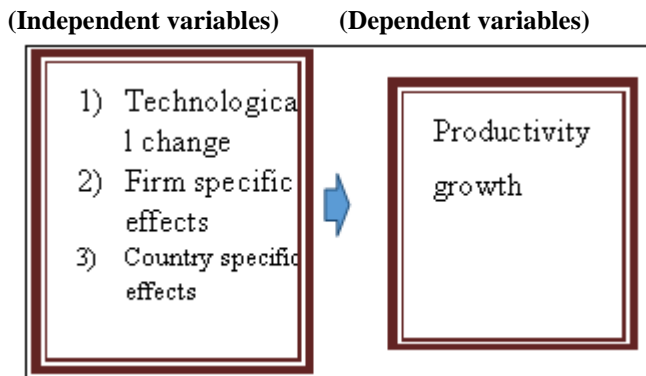 (Independent variables) (Dependent variables)
1) Technologica
l change
2) Firm specific
effects
3) Country specific
effects
Productivity
growth